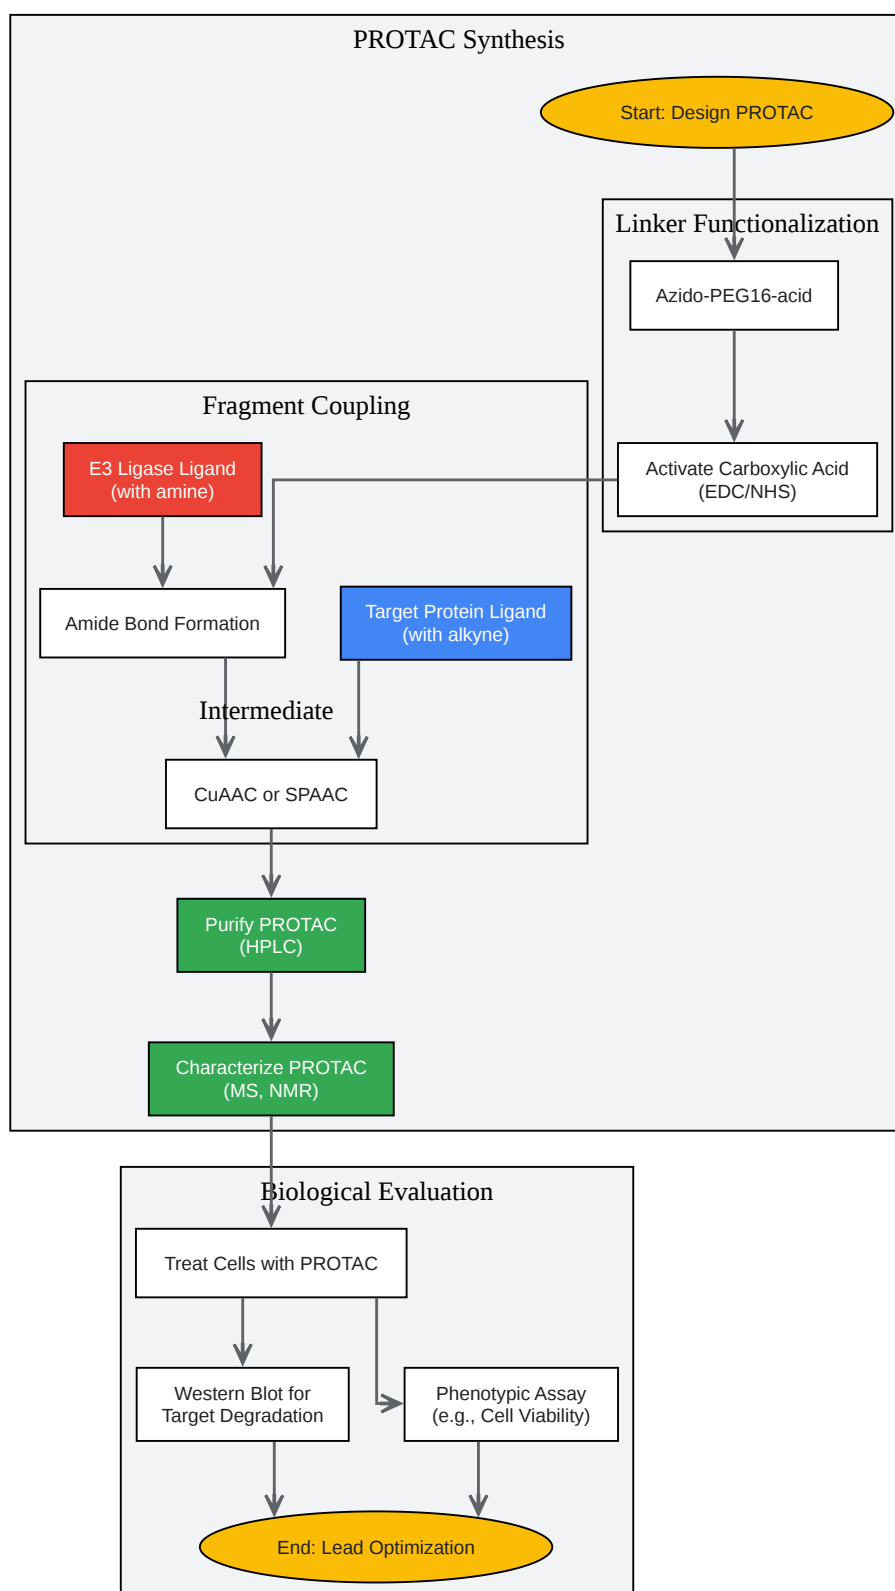 PROTAC Synthesis
Start: Design PROTAC
Linker Functionalization
Azido-PEG16-acid
Fragment Coupling
E3 Ligase Ligand
(with amine)
Activate Carboxylic Acid
(EDC/NHS)
Amide Bond Formation
Target Protein Ligand
(with alkyne)
Intermediate
CuAAC or SPAAC
Purify PROTAC
(HPLC)
Characterize PROTAC
(MS, NMR)
Biological Evaluation
Treat Cells with PROTAC
Western Blot for
Target Degradation
Phenotypic Assay
(e.g., Cell Viability)
End: Lead Optimization